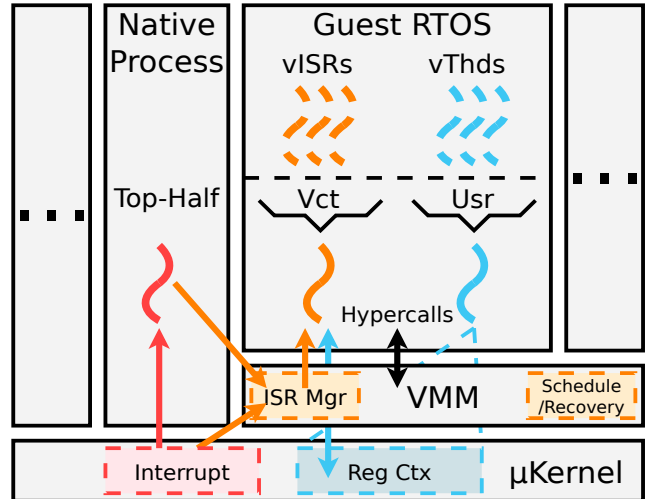 Native
Process
Guest RTOS
vISRs
vThds
Top-Half
Vct
Usr
Hypercalls
ISR Mgr
VMM
Schedule
/Recovery
Interrupt
Reg Ctx
μKernel